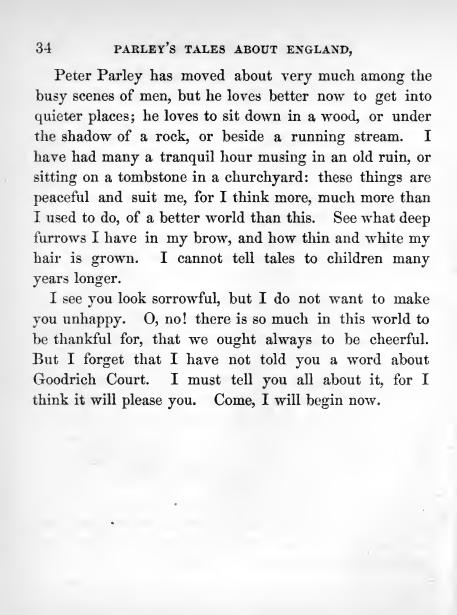 34 PARLEY'S TALES ABOUT ENGLAND,
Peter Parley has moved about very much among the
busy scenes of men, but he loves better now to get into
quieter places; he loves to sit down in a wood, or under
the shadow of a rock, or beside a running stream. I
have had many a tranquil hour musing in an old ruin, or
sitting on a tombstone in a churchyard: these things are
peaceful and suit me, for I think more, much more than
I used to do, of a better world than this. See what deep
furrows I have in my brow, and how thin and white my
hair is grown. I cannot tell tales to children many
years longer.
I see you look sorrowful, but I do not want to make
you unhappy. O, no! there is so much in this world to
be thankful for, that we ought always to be cheerful.
But I forget that I have not told you a word about
Goodrich Court. I must tell you all about it, for I
think it will please you. Come, I will begin now.